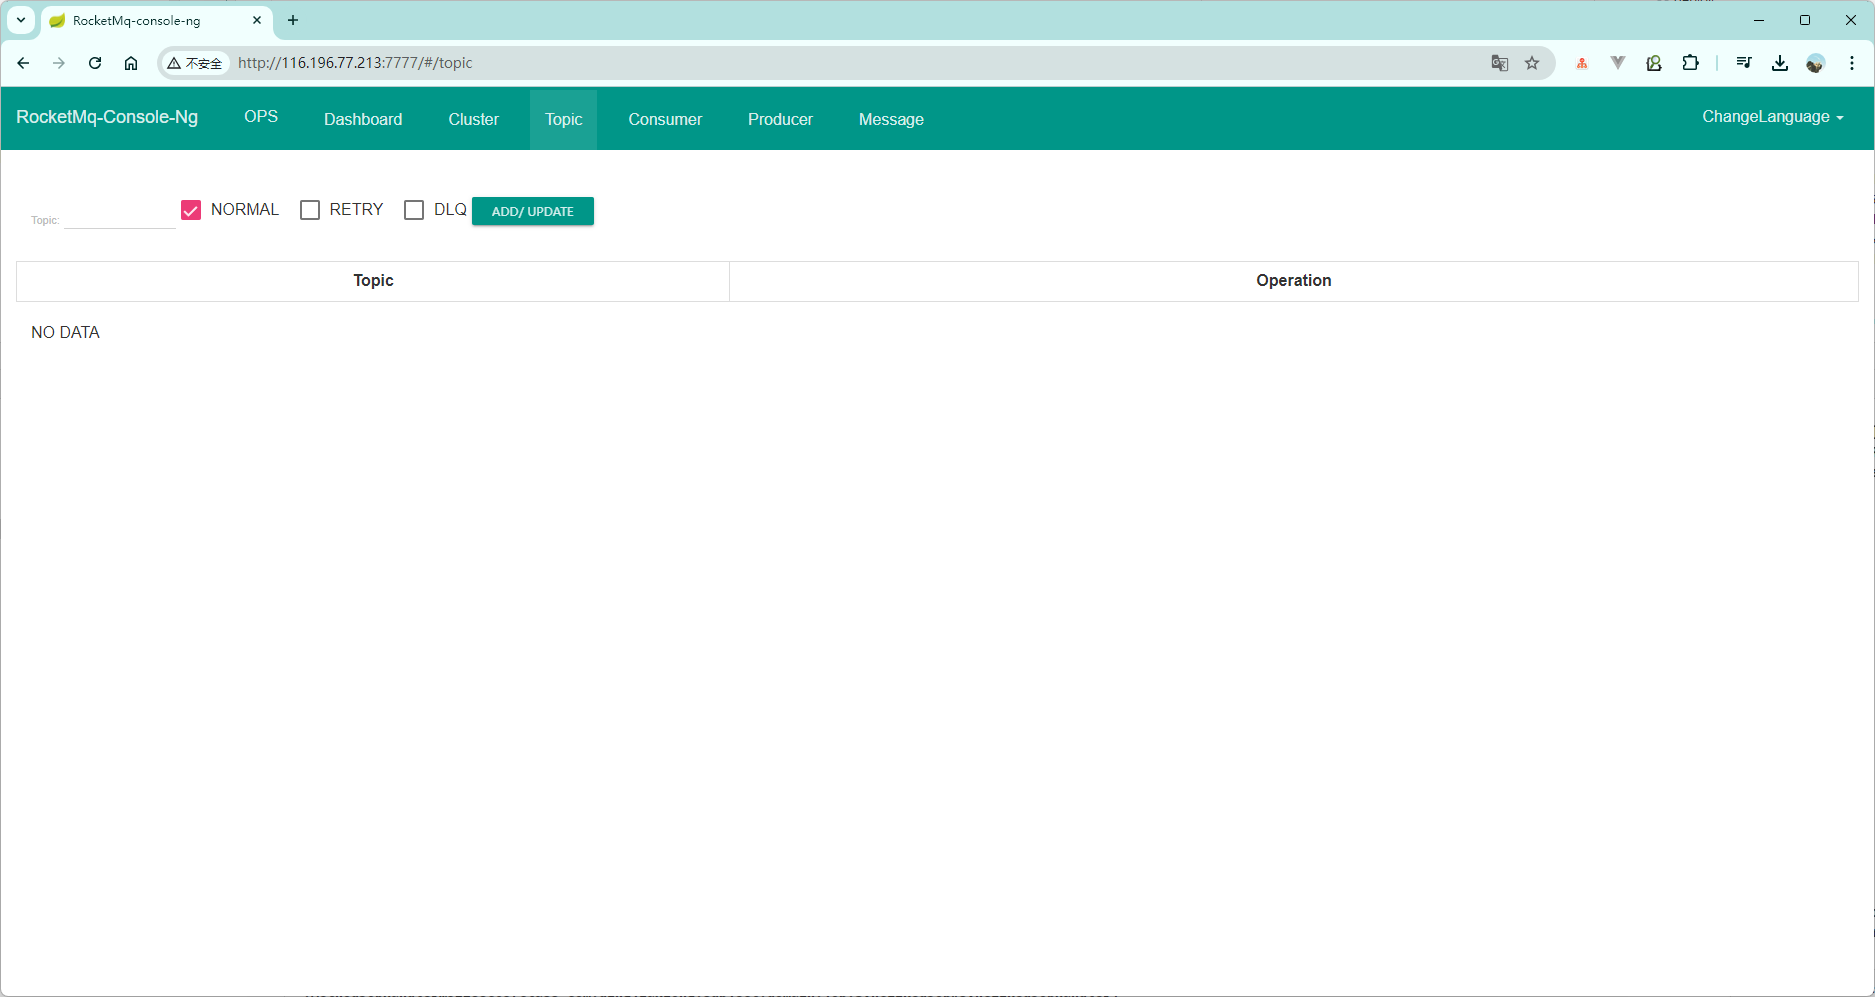 RocketMq-console-ng
不安全
http://116.196.77.213:7777/#/topic
RocketMq-Console-Ng OPS Dashboard Cluster Topic Consumer Producer Message ChangeLanguage
Topic: NORMAL RETRY DLQ ADD/ UPDATE
Topic Operation
NO DATA